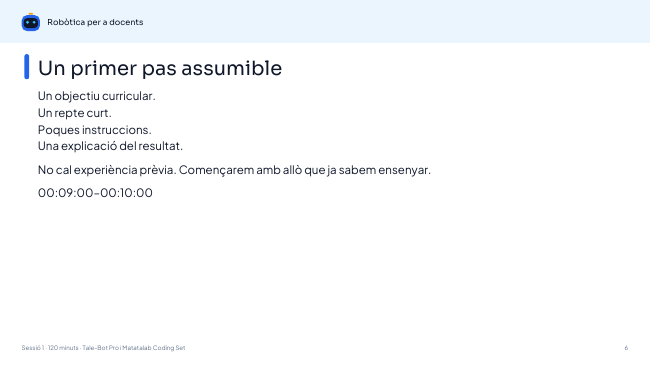 Robòtica per a docents
Un primer pas assumible
Un objectiu curricular.
Un repte curt.
Poques instruccions.
Una explicació del resultat.
No cal experiència prèvia. Començarem amb allò que ja sabem ensenyar.
00:09:00–00:10:00
Sessió 1 · 120 minuts · Tale-Bot Pro i Matatalab Coding Set
6